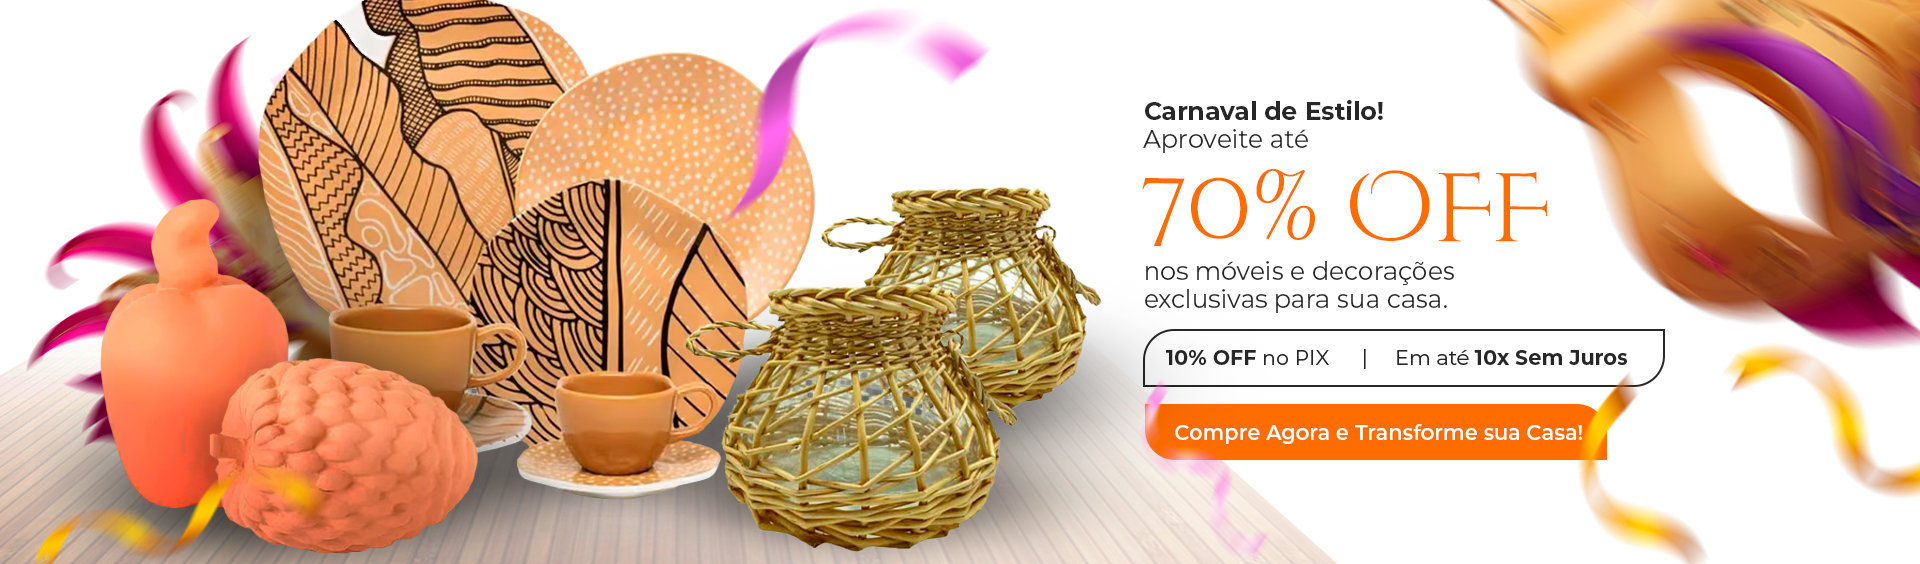 Carnaval de Estilo!
Aproveite até
70% OFF
nos móveis e decorações
exclusivas para sua casa.
10% OFF no PIX | Em até 10x Sem Juros
Compre Agora e Transforme sua Casa!